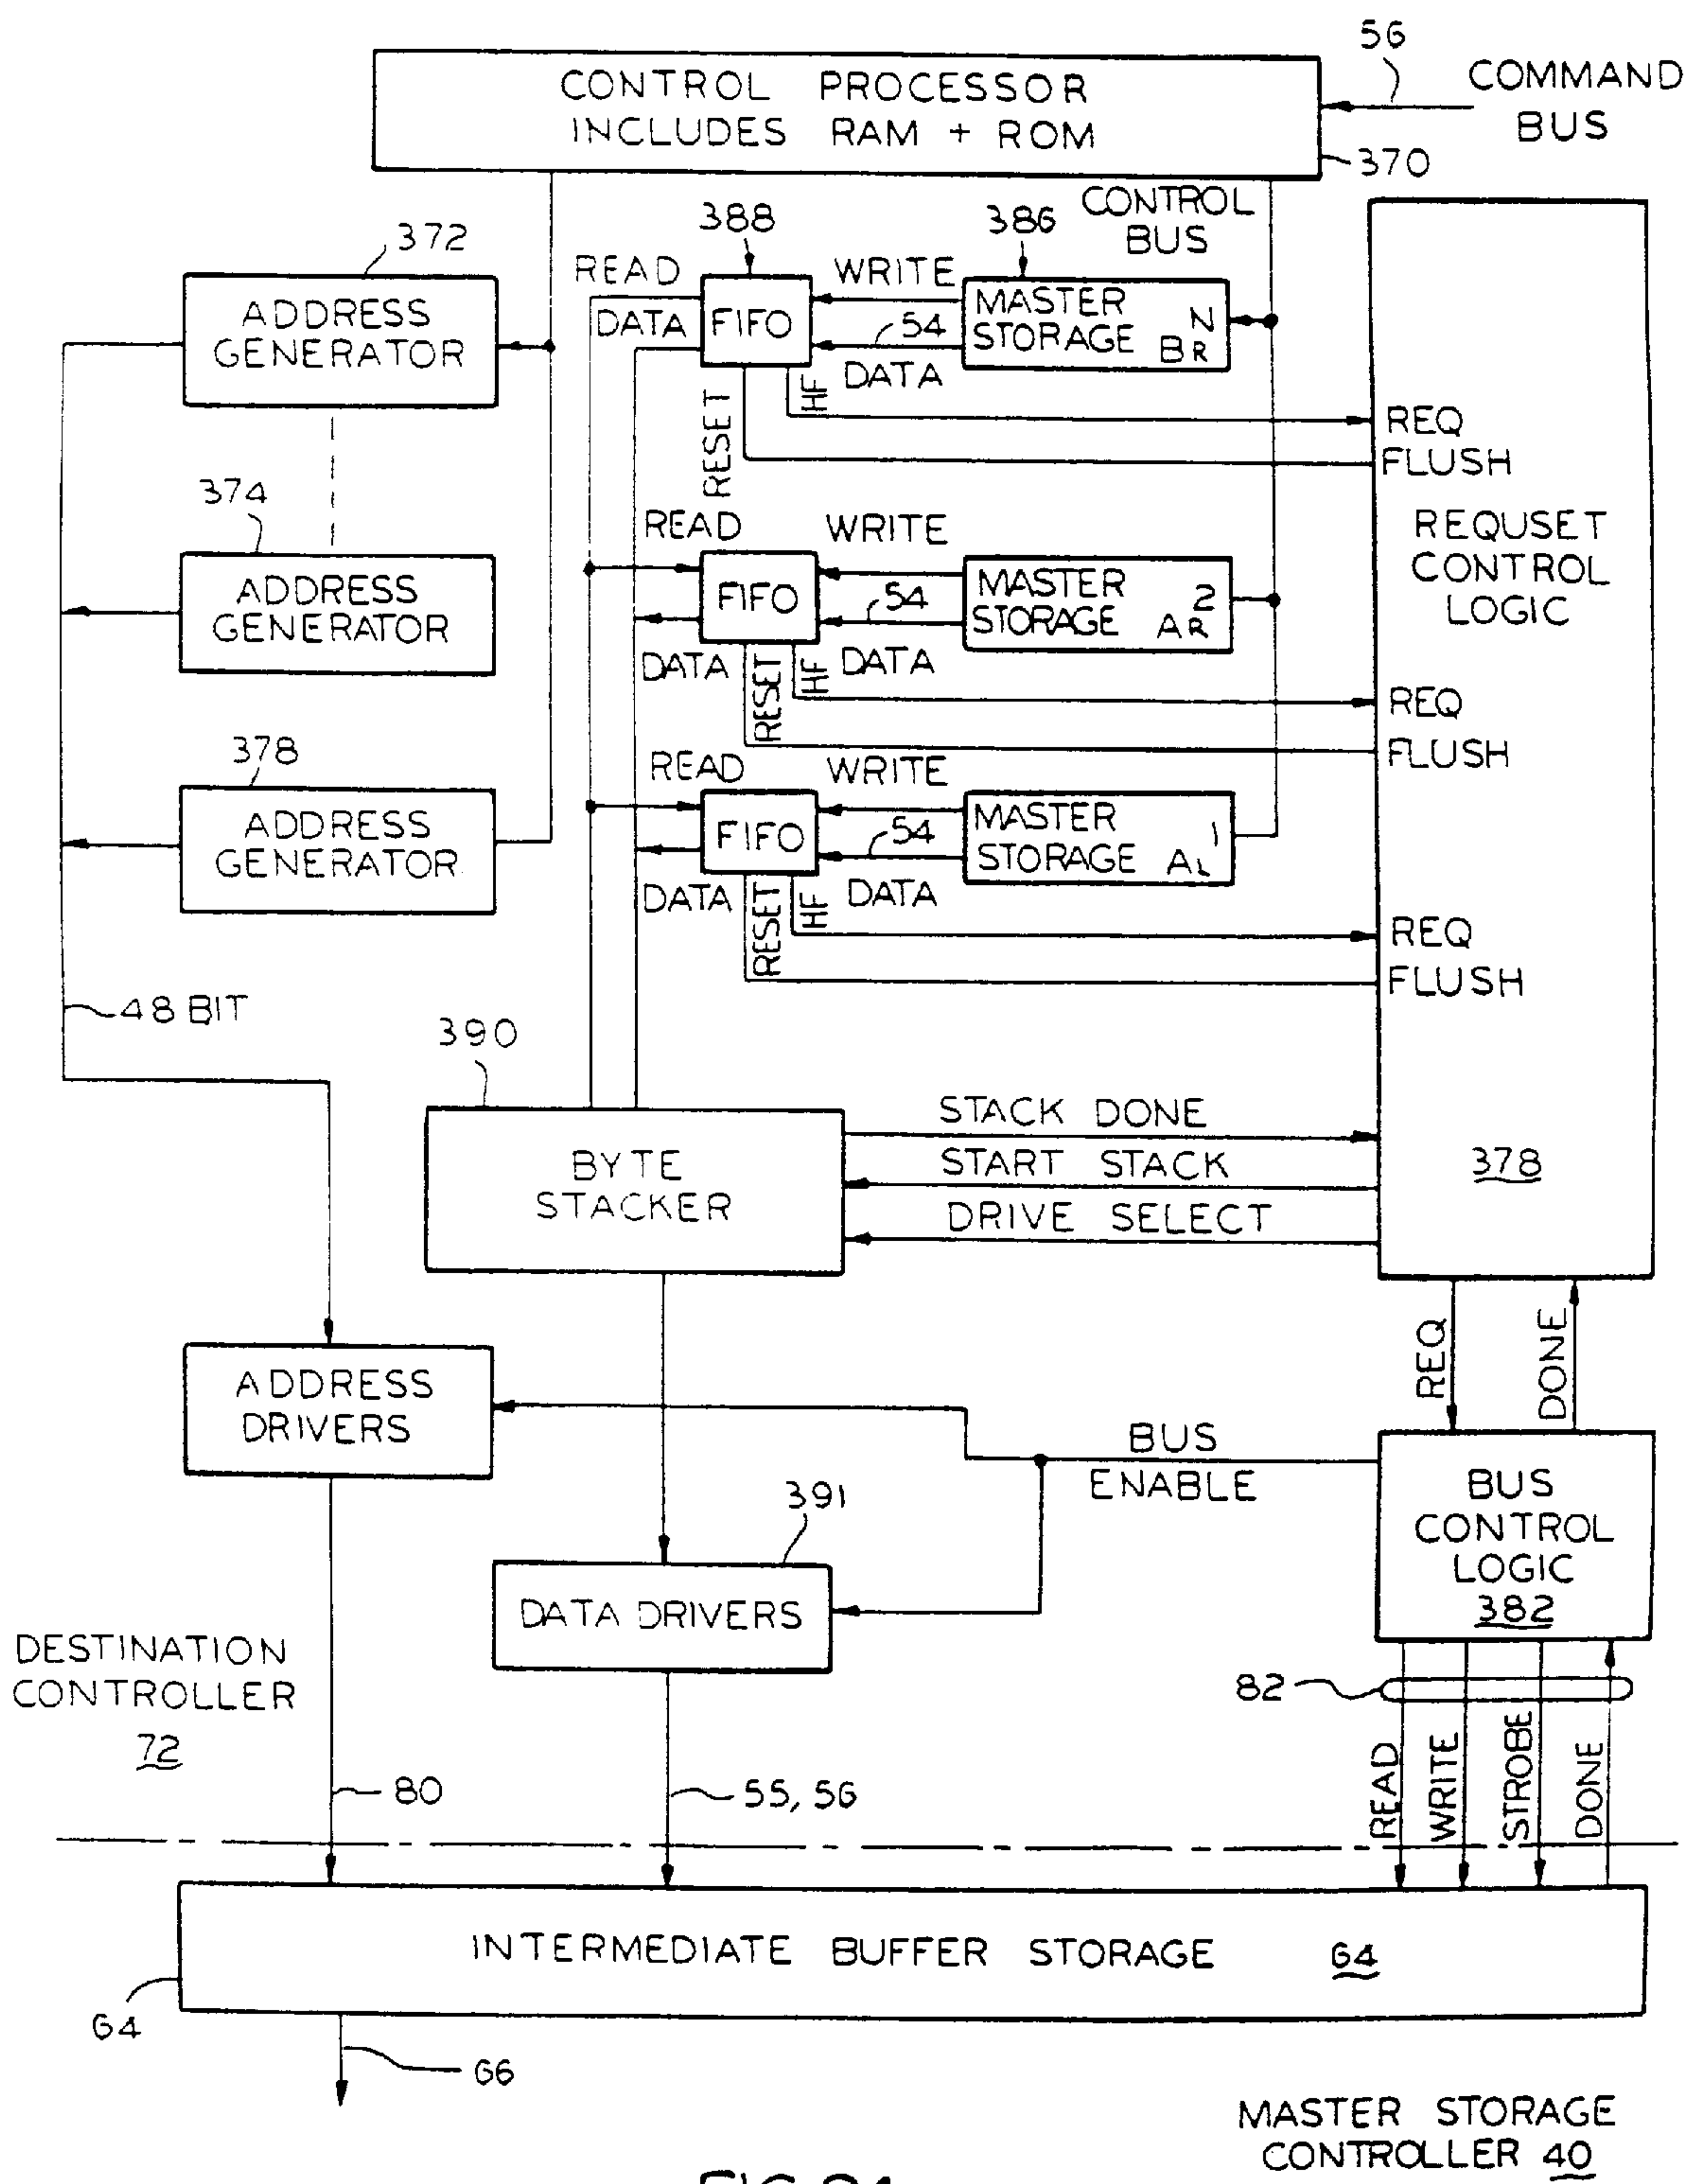 56
COMMAND
BUS
CONTROL PROCESSOR
INCLUDES RAM + ROM
370
CONTROL
BUS
388
386
372
READ
WRITE
ADDRESS
GENERATOR
DATA
FIFO
54
MASTER
STORAGE
N
BR
DATA
RESET
HF
REQ
FLUSH
374
READ
WRITE
REQUSET
CONTROL
LOGIC
ADDRESS
GENERATOR
FIFO
54
MASTER
STORAGE
2
AR
DATA
RESET
HF
DATA
REQ
FLUSH
378
READ
WRITE
ADDRESS
GENERATOR
FIFO
54
MASTER
STORAGE
1
AL
DATA
RESET
HF
DATA
REQ
FLUSH
48 BIT
390
STACK DONE
BYTE
STACKER
START STACK
378
DRIVE SELECT
REQ
DONE
ADDRESS
DRIVERS
BUS
ENABLE
BUS
CONTROL
LOGIC
382
391
DATA DRIVERS
DESTINATION
CONTROLLER
72
82
READ
WRITE
STROBE
DONE
80
55, 56
INTERMEDIATE BUFFER STORAGE 64
64
66
MASTER STORAGE
CONTROLLER 40